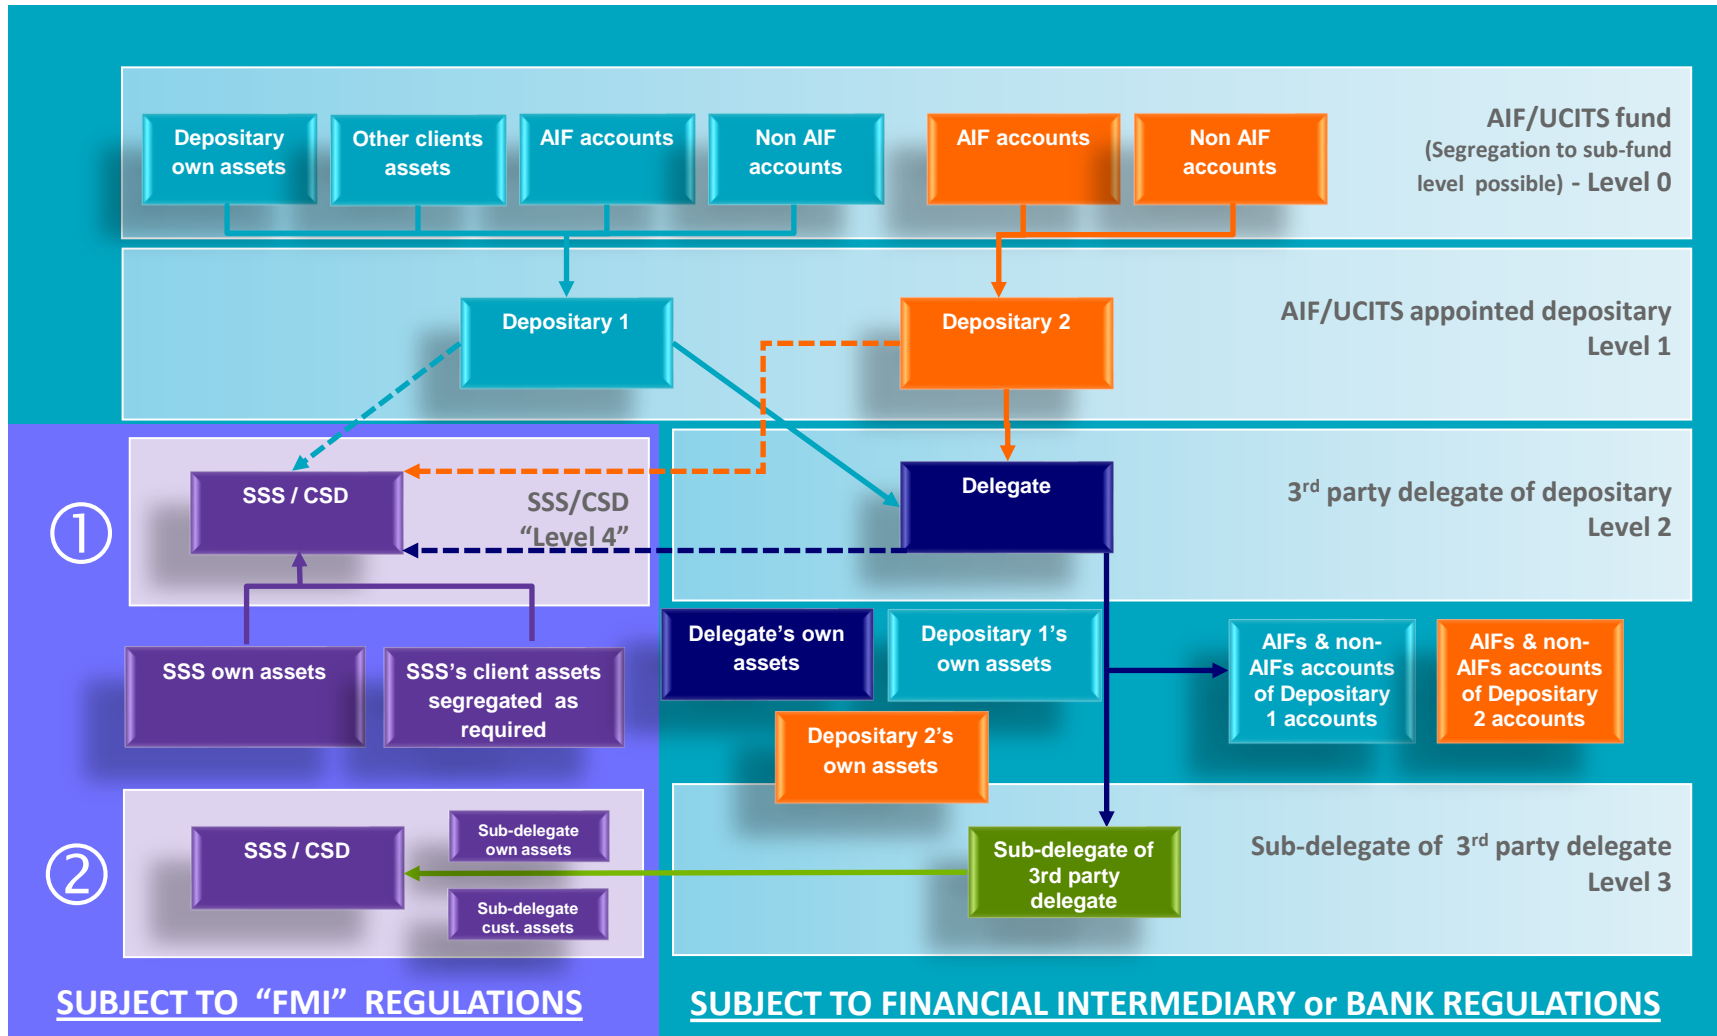 Depositary
own assets
Other clients
assets
AIF accounts
Non AIF
accounts
AIF accounts
Non AIF
accounts
AIF/UCITS fund
(Segregation to sub-fund
level possible) - Level 0
Depositary 1
Depositary 2
AIF/UCITS appointed depositary
Level 1
①
SSS / CSD
SSS/CSD
“Level 4”
Delegate
3rd party delegate of depositary
Level 2
SSS own assets
SSS's client assets
segregated as
required
Delegate's own
assets
Depositary 1's
own assets
Depositary 2's
own assets
AIFs & non-
AIFs accounts
of Depositary
1 accounts
AIFs & non-
AIFs accounts
of Depositary
2 accounts
②
SSS / CSD
Sub-delegate
own assets
Sub-delegate
cust. assets
Sub-delegate of
3rd party
delegate
Sub-delegate of 3rd party delegate
Level 3
SUBJECT TO “FMI” REGULATIONS
SUBJECT TO FINANCIAL INTERMEDIARY or BANK REGULATIONS